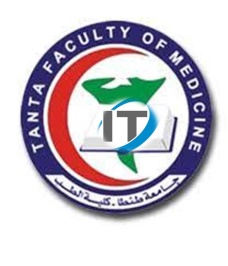 TANTA FACULTY OF MEDICINE
IT
جامعة طنطا . كلية الطب